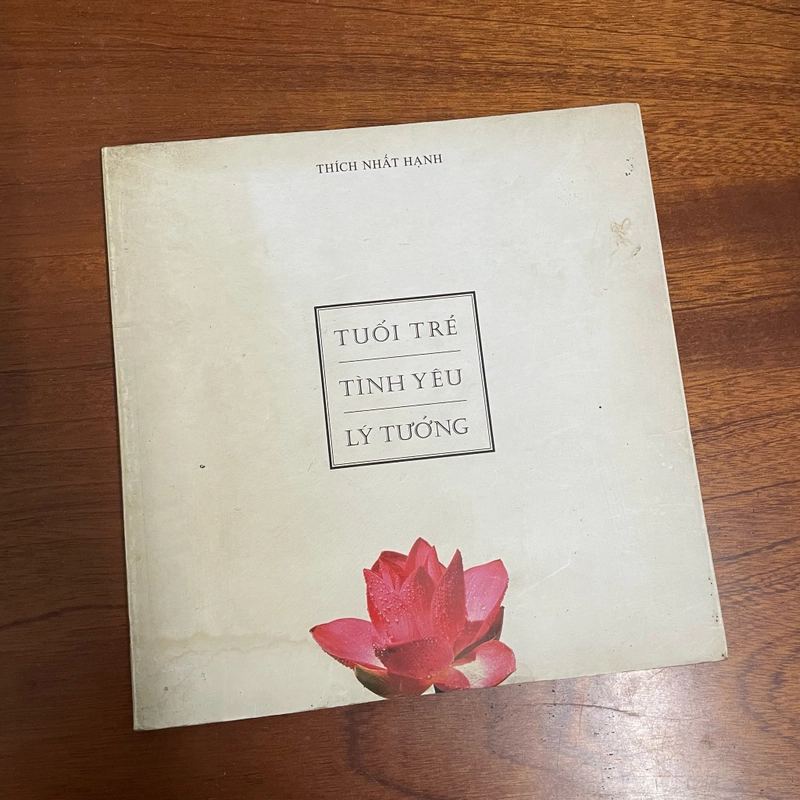 THÍCH NHẤT HẠNH
TUỔI TRẺ
TÌNH YÊU
LÝ TƯỞNG